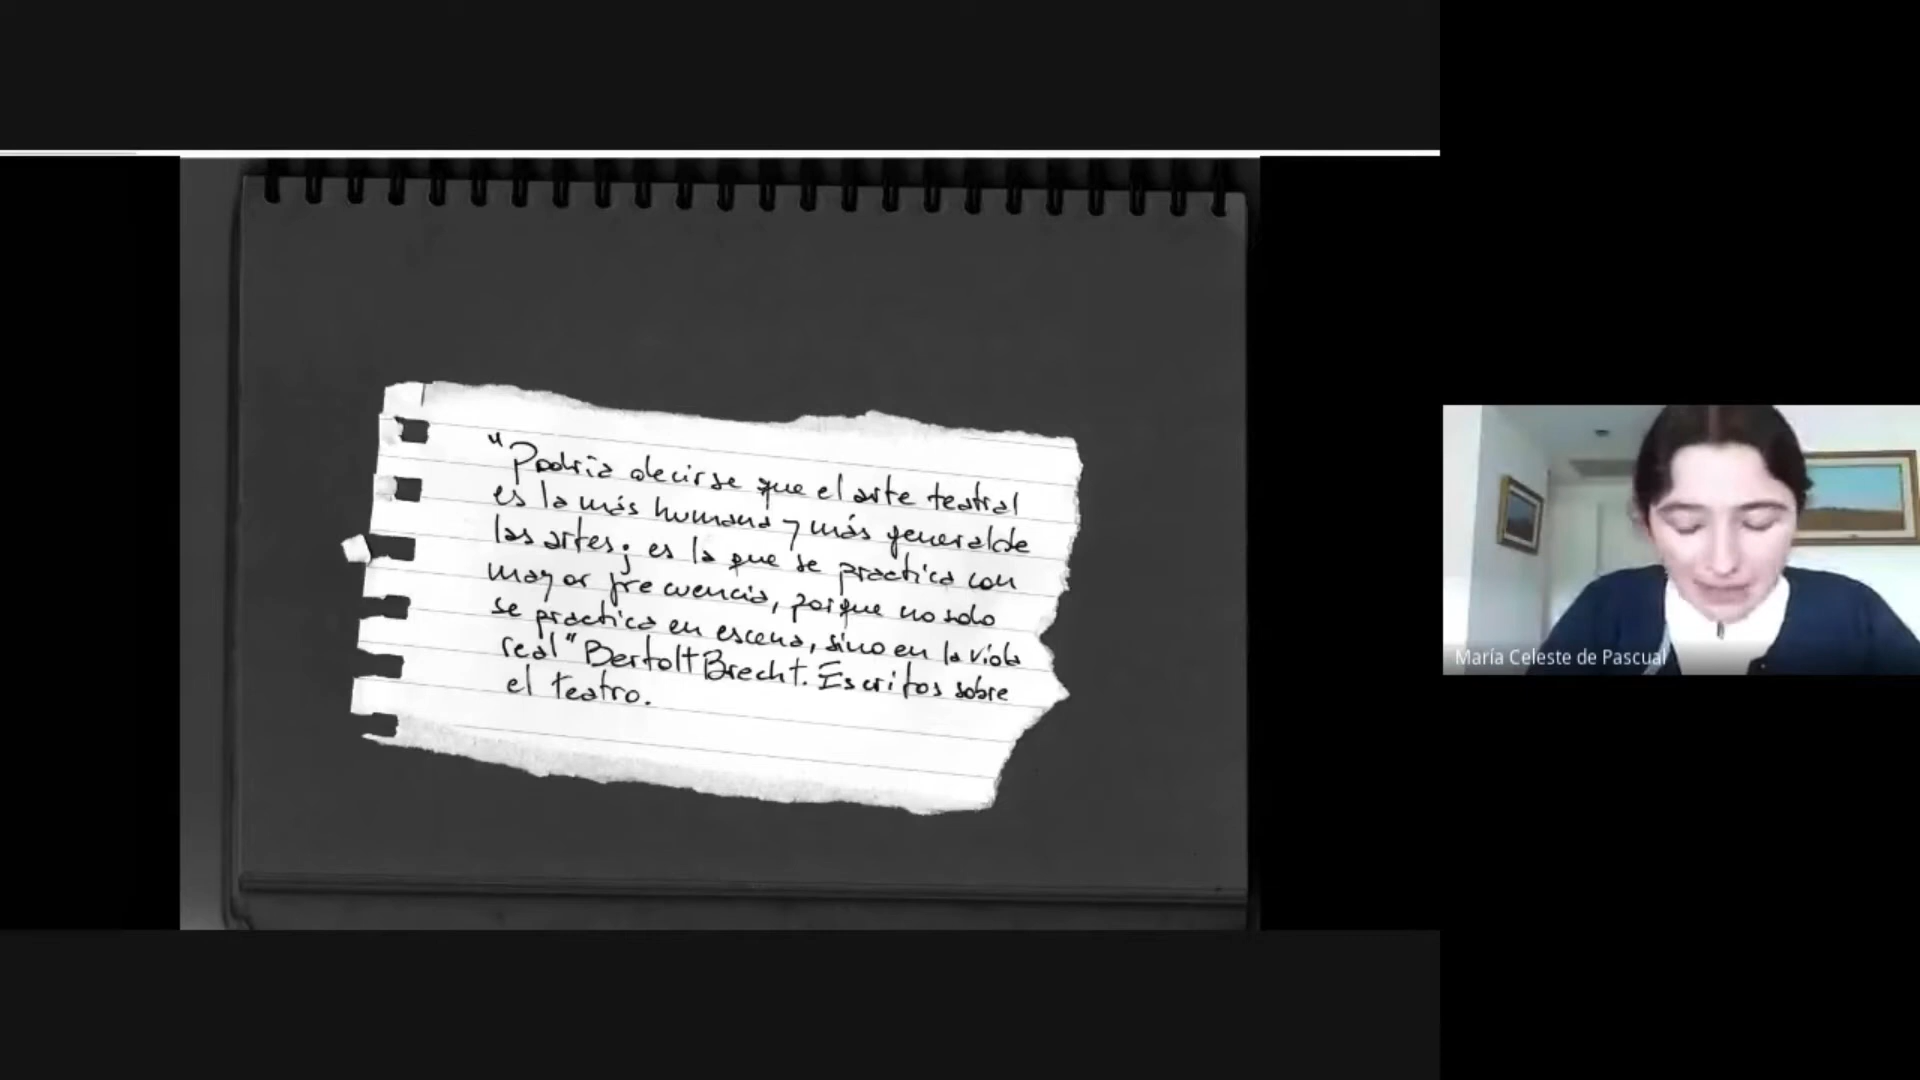 "Podría decirse que el arte teatral
es la más humana y más general de
las artes; es la que se practica con
mayor frecuencia, porque no solo
se practica en escena, sino en la vida
real" Bertolt Brecht. Escritos sobre
el teatro.
María Celeste de Pascual